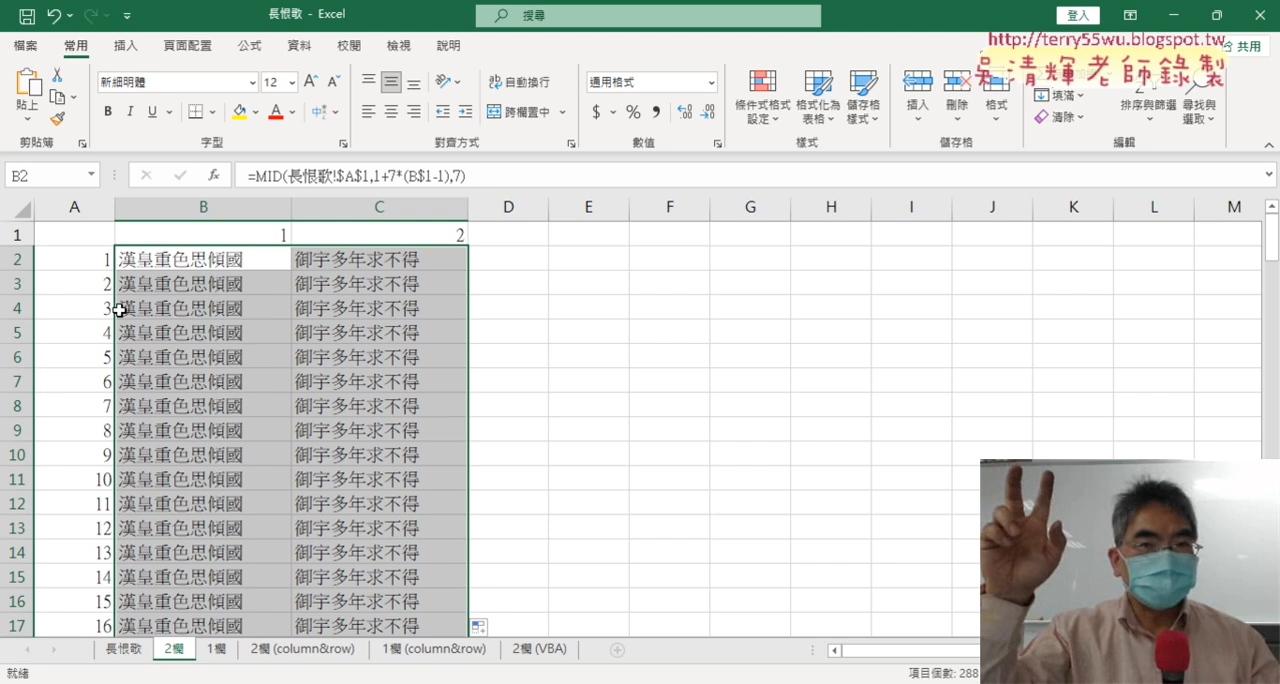 長恨歌 - Excel
搜尋
登入
http://terry55wu.blogspot.tw
吳清輝老師錄製
檔案 常用 插入 頁面配置 公式 資料 校閱 檢視 說明 共用
新細明體 12 自動換行 通用格式
貼上 跨欄置中 條件式格式設定 格式化為表格 儲存格樣式 插入 刪除 格式 填滿 清除 排序與篩選 尋找與選取
剪貼簿 字型 對齊方式 數值 樣式 儲存格 編輯
B2 =MID(長恨歌!$A$1,1+7*(B$1-1),7)
A B C D E F G H I J K L M
1 1 2
2 1 漢皇重色思傾國 御宇多年求不得
3 2 漢皇重色思傾國 御宇多年求不得
4 3 漢皇重色思傾國 御宇多年求不得
5 4 漢皇重色思傾國 御宇多年求不得
6 5 漢皇重色思傾國 御宇多年求不得
7 6 漢皇重色思傾國 御宇多年求不得
8 7 漢皇重色思傾國 御宇多年求不得
9 8 漢皇重色思傾國 御宇多年求不得
10 9 漢皇重色思傾國 御宇多年求不得
11 10 漢皇重色思傾國 御宇多年求不得
12 11 漢皇重色思傾國 御宇多年求不得
13 12 漢皇重色思傾國 御宇多年求不得
14 13 漢皇重色思傾國 御宇多年求不得
15 14 漢皇重色思傾國 御宇多年求不得
16 15 漢皇重色思傾國 御宇多年求不得
17 16 漢皇重色思傾國 御宇多年求不得
長恨歌 2欄 1欄 2欄 (column&row) 1欄 (column&row) 2欄 (VBA)
就緒 項目個數: 288